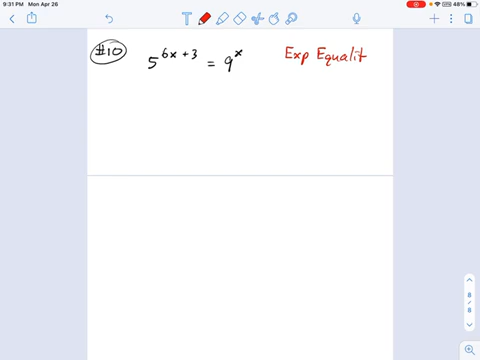 9:31 PM Mon Apr 26
48%
#10
5^{6x+3} = 9^x
Exp Equalit
T
8
/
8